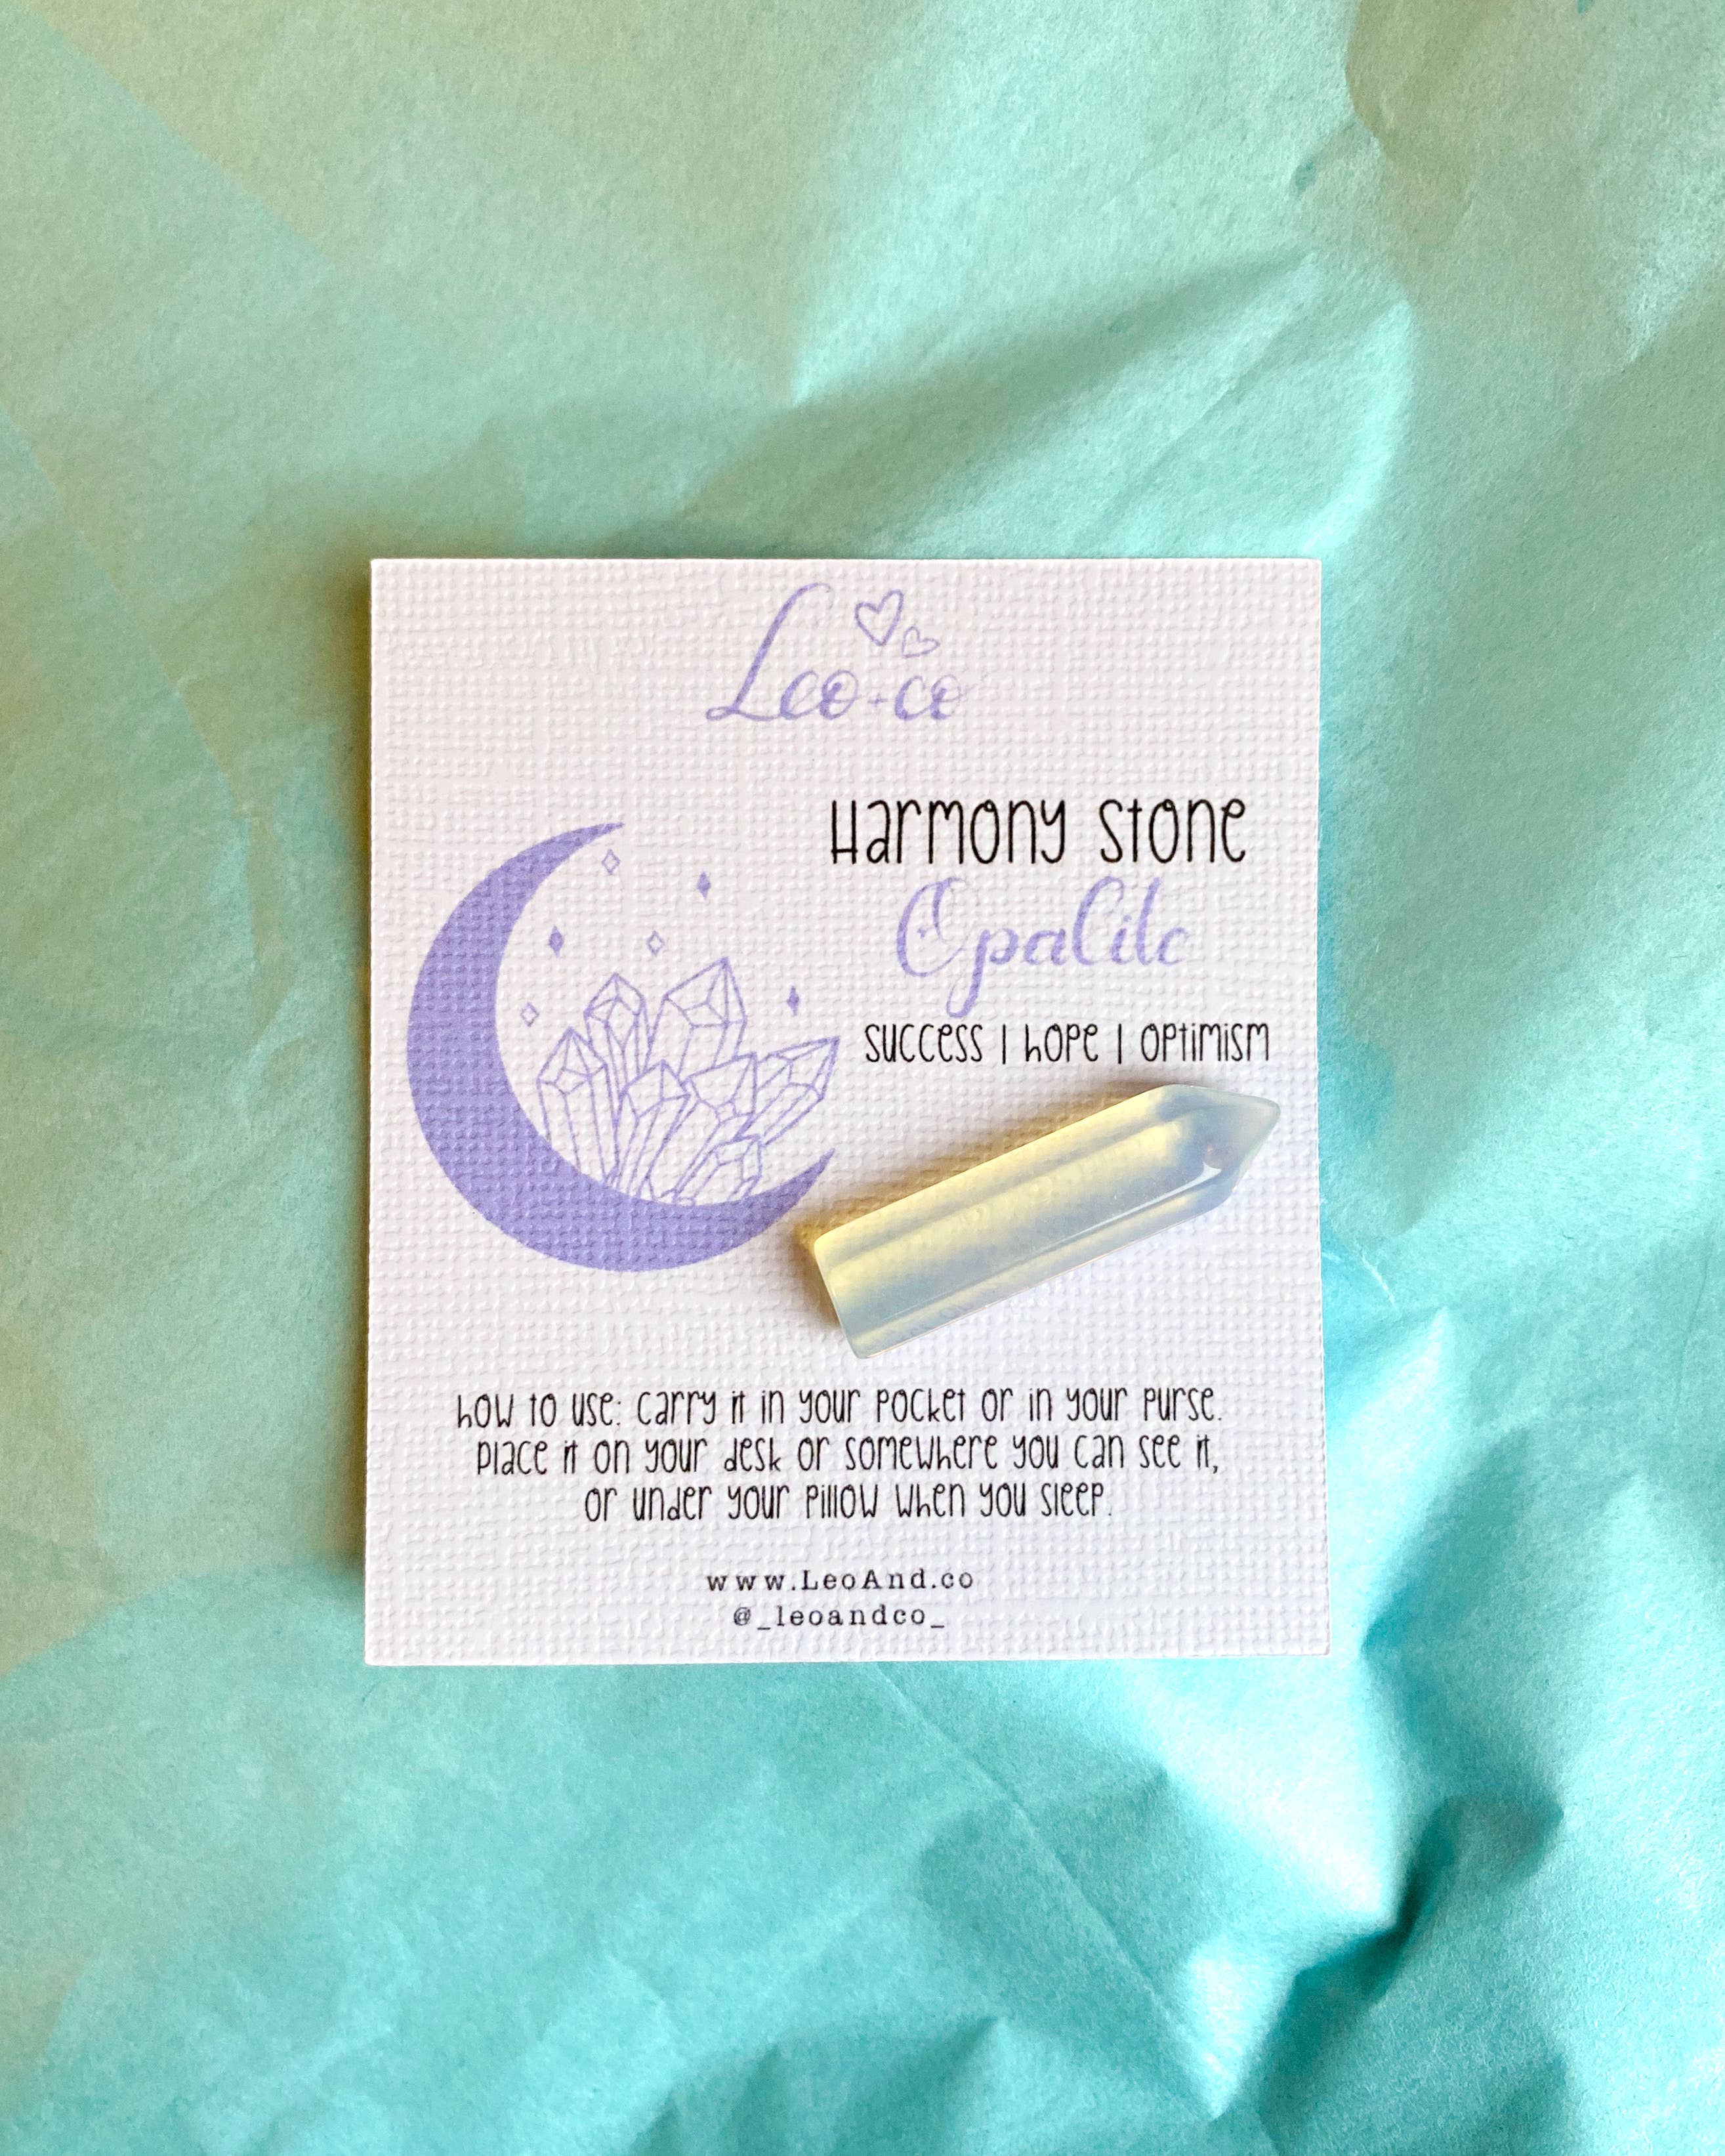 Leo+co
Harmony Stone
Opalite
success | hope | optimism
how to use: carry it in your pocket or in your purse.
place it on your desk or somewhere you can see it,
or under your pillow when you sleep.
www.LeoAnd.co
@_leoandco_